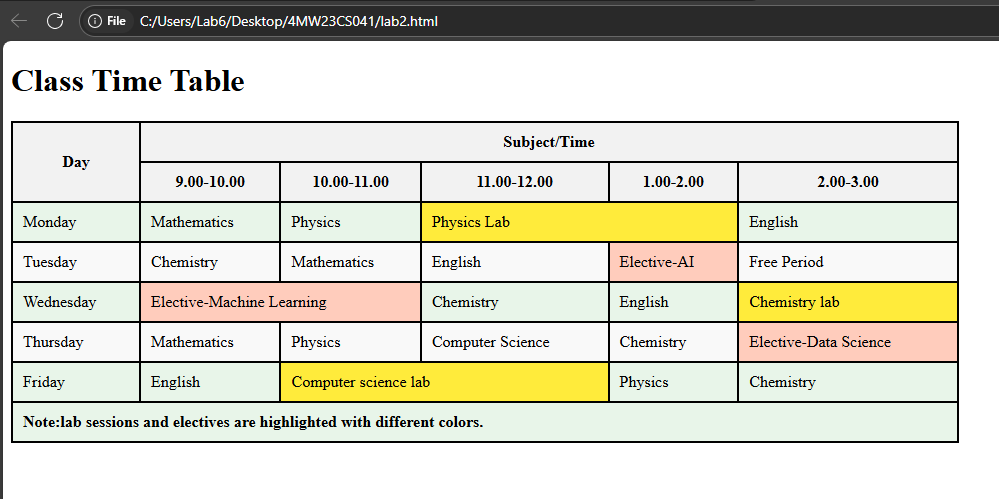 File C:/Users/Lab6/Desktop/4MW23CS041/lab2.html
Class Time Table
Day Subject/Time
9.00-10.00 10.00-11.00 11.00-12.00 1.00-2.00 2.00-3.00
Monday Mathematics Physics Physics Lab English
Tuesday Chemistry Mathematics English Elective-AI Free Period
Wednesday Elective-Machine Learning Chemistry English Chemistry lab
Thursday Mathematics Physics Computer Science Chemistry Elective-Data Science
Friday English Computer science lab Physics Chemistry
Note:lab sessions and electives are highlighted with different colors.